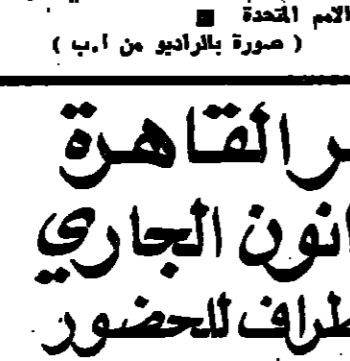 الامم المتحدة ■
( صورة بالراديو من أ.ب )
ر القاهرة
انون الجاري
طراف للحضور